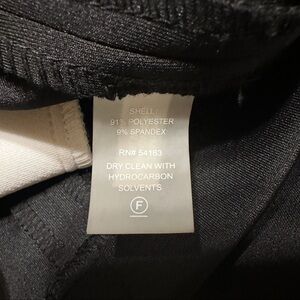 SHELL:
91% POLYESTER
9% SPANDEX
RN# 54163
DRY CLEAN WITH
HYDROCARBON
SOLVENTS
F